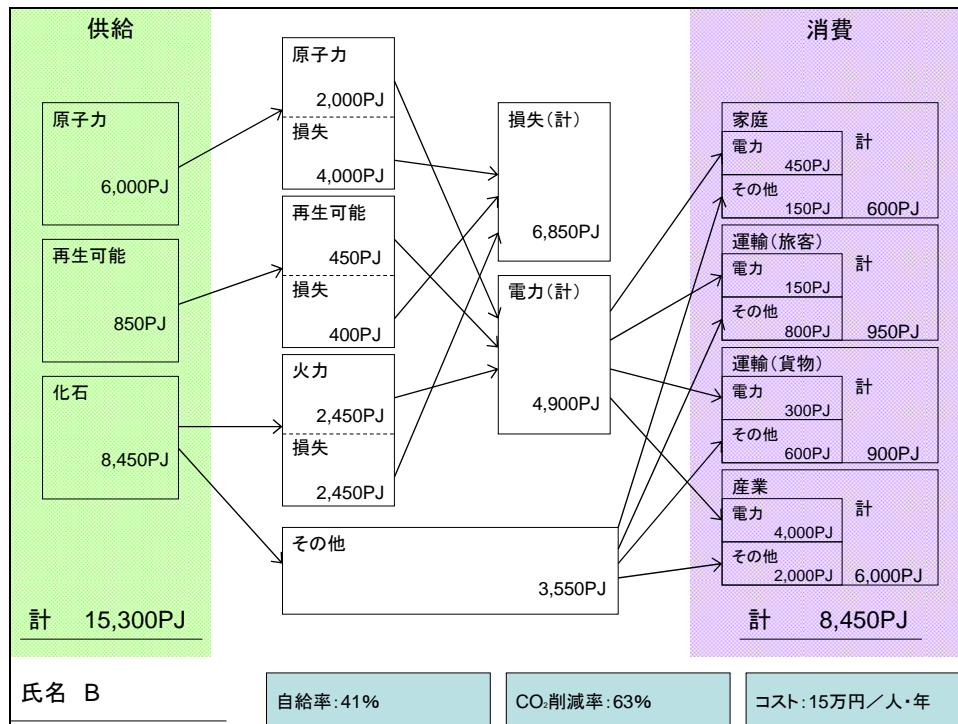 供給
原子力
6,000PJ
再生可能
850PJ
化石
8,450PJ
計 15,300PJ
原子力
2,000PJ
損失
4,000PJ
再生可能
450PJ
損失
400PJ
火力
2,450PJ
損失
2,450PJ
その他
3,550PJ
損失(計)
6,850PJ
電力(計)
4,900PJ
消費
家庭
電力
450PJ
その他
150PJ
計
600PJ
運輸(旅客)
電力
150PJ
その他
800PJ
計
950PJ
運輸(貨物)
電力
300PJ
その他
600PJ
計
900PJ
産業
電力
4,000PJ
その他
2,000PJ
計
6,000PJ
計 8,450PJ
氏名 B
自給率:41%
CO₂削減率:63%
コスト:15万円/人・年